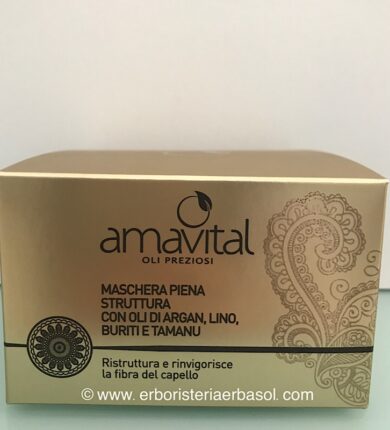 amavital
OLI PREZIOSI
MASCHERA PIENA
STRUTTURA
CON OLI DI ARGAN, LINO,
BURITI E TAMANU
Ristruttura e rinvigorisce
la fibra del capello
© www. erboristeriaerbasol. com